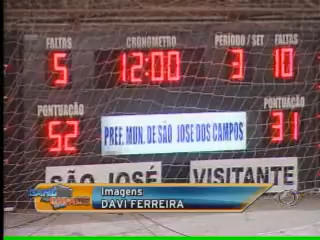 FALTAS CRONOMETRO PERÍODO / SET FALTAS
5 12:00 3 10
PONTUAÇÃO PONTUAÇÃO
52 PREF. MUN. DE SÃO JOSE DOS CAMPOS 31
SÃO JOSÉ VISITANTE
Imagens
DAVI FERREIRA